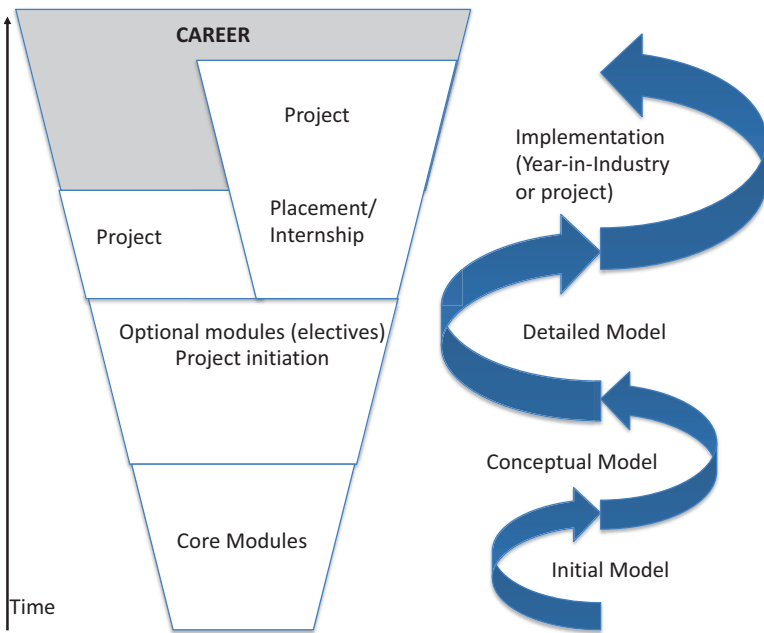 CAREER
Project
Implementation
(Year-in-Industry
or project)
Placement/
Internship
Project
Optional modules (electives)
Project initiation
Detailed Model
Conceptual Model
Core Modules
Initial Model
Time